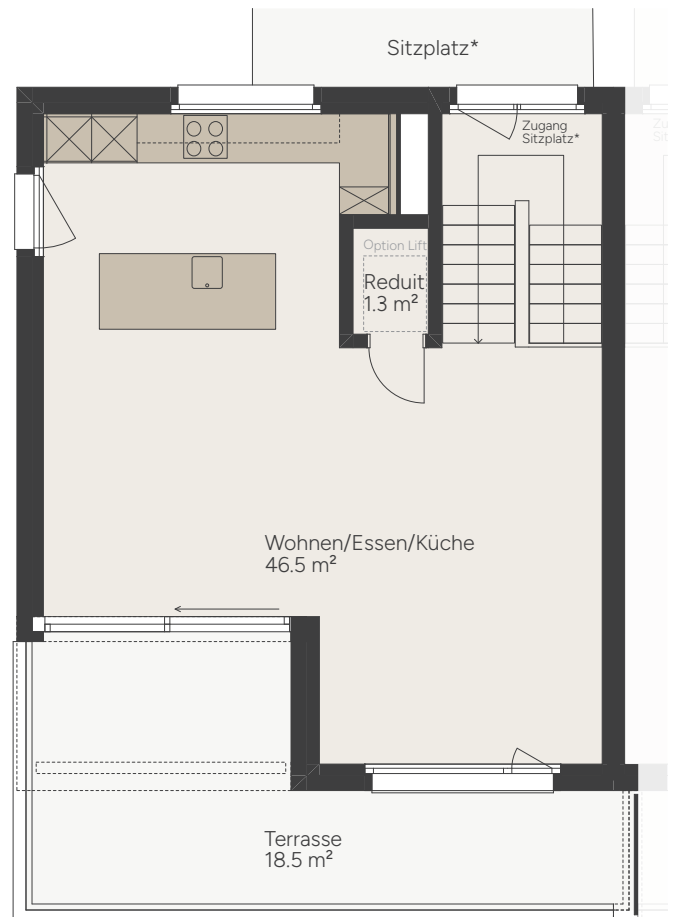 Sitzplatz*
Zugang
Sitzplatz*
Option Lift
Reduit
1.3 m²
Wohnen/Essen/Küche
46.5 m²
Terrasse
18.5 m²